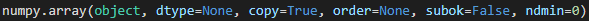 numpy.array(object, dtype=None, copy=True, order=None, subok=False, ndmin=0)